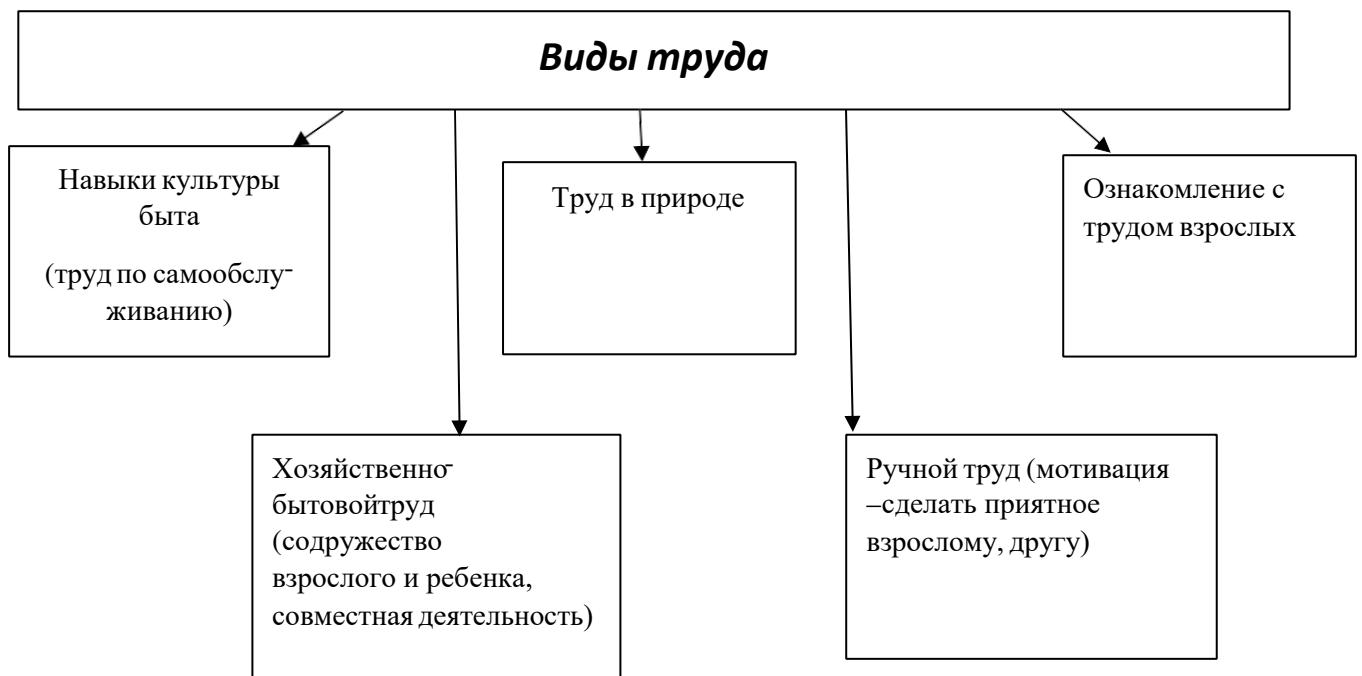 Виды труда
Навыки культуры
быта
(труд по самообслу-
живанию)
Труд в природе
Ознакомление с
трудом взрослых
Хозяйственно-
бытовойтруд
(содружество
взрослого и ребенка,
совместная деятельность)
Ручной труд (мотивация
–сделать приятное
взрослому, другу)